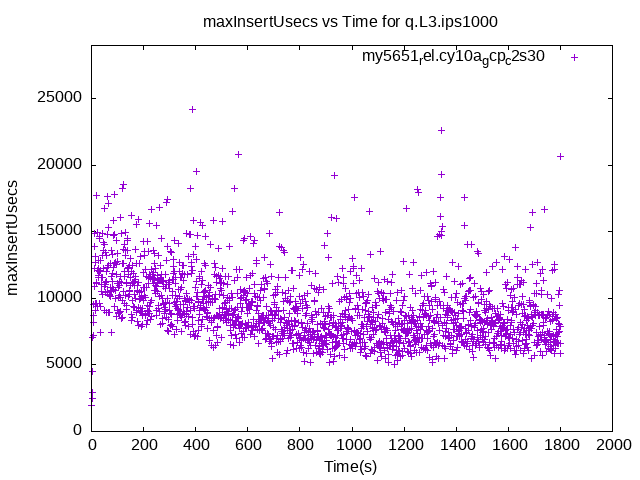 maxInsertUsecs vs Time for q.L3.ips1000
my5651rel.cy10agcpc2s30
25000
20000
15000
10000
5000
0
maxInsertUsecs
0 200 400 600 800 1000 1200 1400 1600 1800 2000
Time(s)